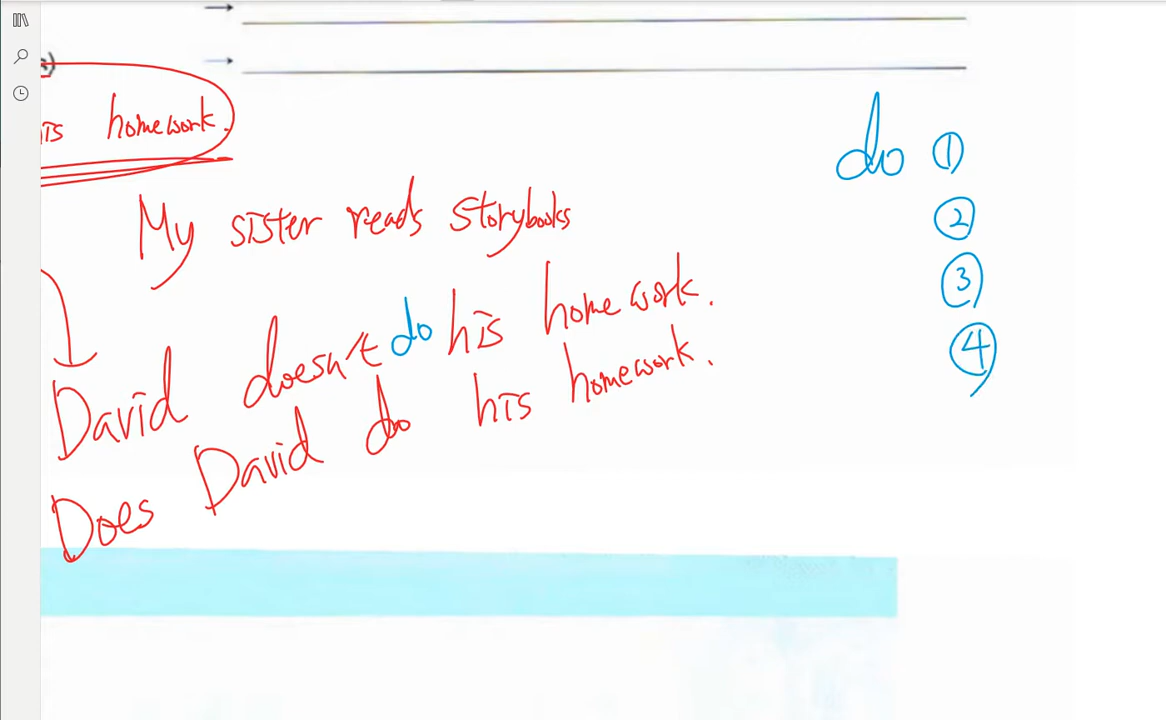 is homework.
do ①
②
③
④
My sister reads storybooks
David doesn't do his homework.
Does David do his homework.